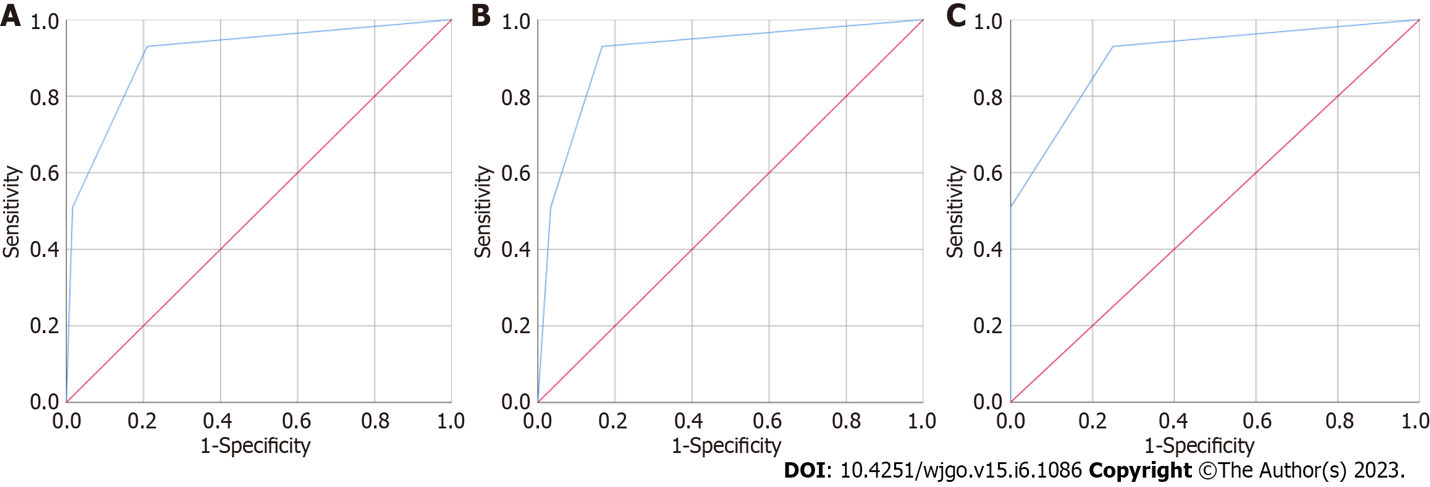 A
1.0
0.8
0.6
0.4
0.2
0.0
Sensitivity
0.0 0.2 0.4 0.6 0.8 1.0
1-Specificity
B
1.0
0.8
0.6
0.4
0.2
0.0
Sensitivity
0.0 0.2 0.4 0.6 0.8 1.0
1-Specificity
C
1.0
0.8
0.6
0.4
0.2
0.0
Sensitivity
0.0 0.2 0.4 0.6 0.8 1.0
1-Specificity
DOI: 10.4251/wjgo.v15.i6.1086 Copyright ©The Author(s) 2023.